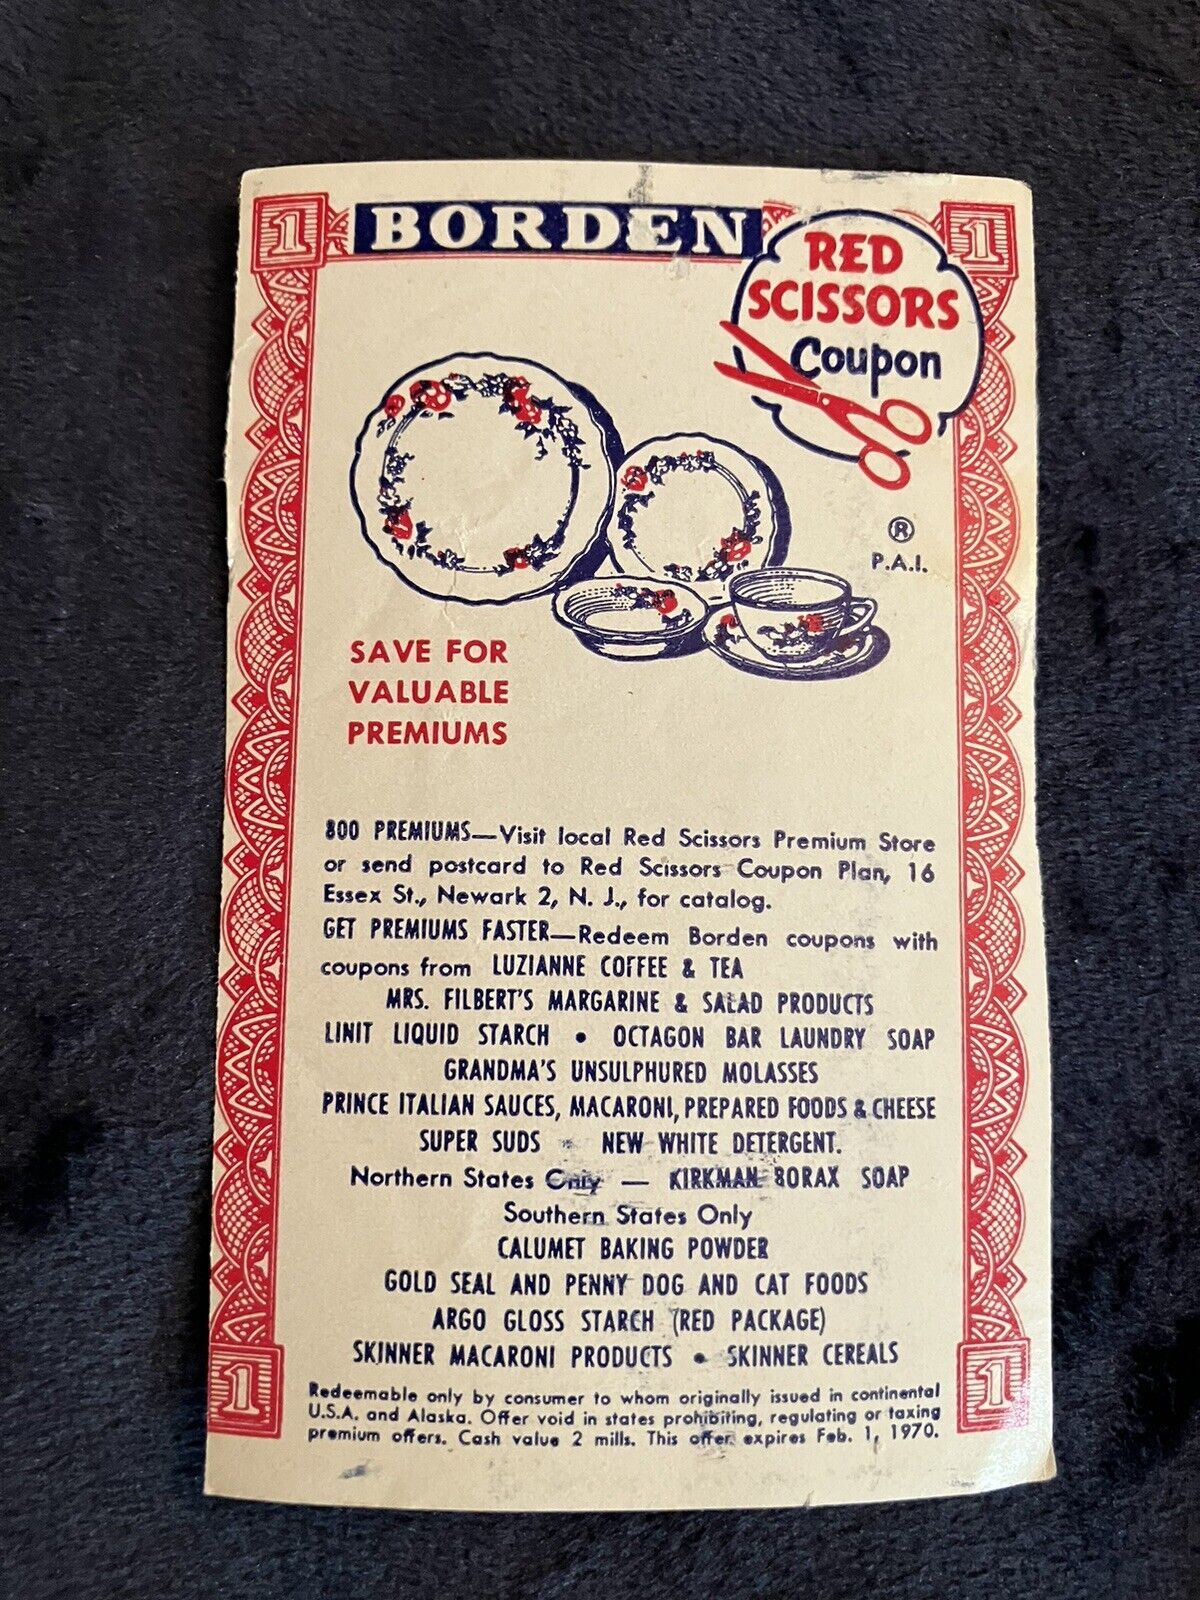 1 BORDEN 1
RED
SCISSORS
Coupon
®
P.A.I.
SAVE FOR
VALUABLE
PREMIUMS
800 PREMIUMS—Visit local Red Scissors Premium Store
or send postcard to Red Scissors Coupon Plan, 16
Essex St., Newark 2, N. J., for catalog.
GET PREMIUMS FASTER—Redeem Borden coupons with
coupons from LUZIANNE COFFEE & TEA
MRS. FILBERT'S MARGARINE & SALAD PRODUCTS
LINIT LIQUID STARCH • OCTAGON BAR LAUNDRY SOAP
GRANDMA'S UNSULPHURED MOLASSES
PRINCE ITALIAN SAUCES, MACARONI, PREPARED FOODS & CHEESE
SUPER SUDS • NEW WHITE DETERGENT.
Northern States Only — KIRKMAN BORAX SOAP
Southern States Only
CALUMET BAKING POWDER
GOLD SEAL AND PENNY DOG AND CAT FOODS
ARGO GLOSS STARCH (RED PACKAGE)
SKINNER MACARONI PRODUCTS • SKINNER CEREALS
1 1
Redeemable only by consumer to whom originally issued in continental
U.S.A. and Alaska. Offer void in states prohibiting, regulating or taxing
premium offers. Cash value 2 mills. This offer expires Feb. 1, 1970.